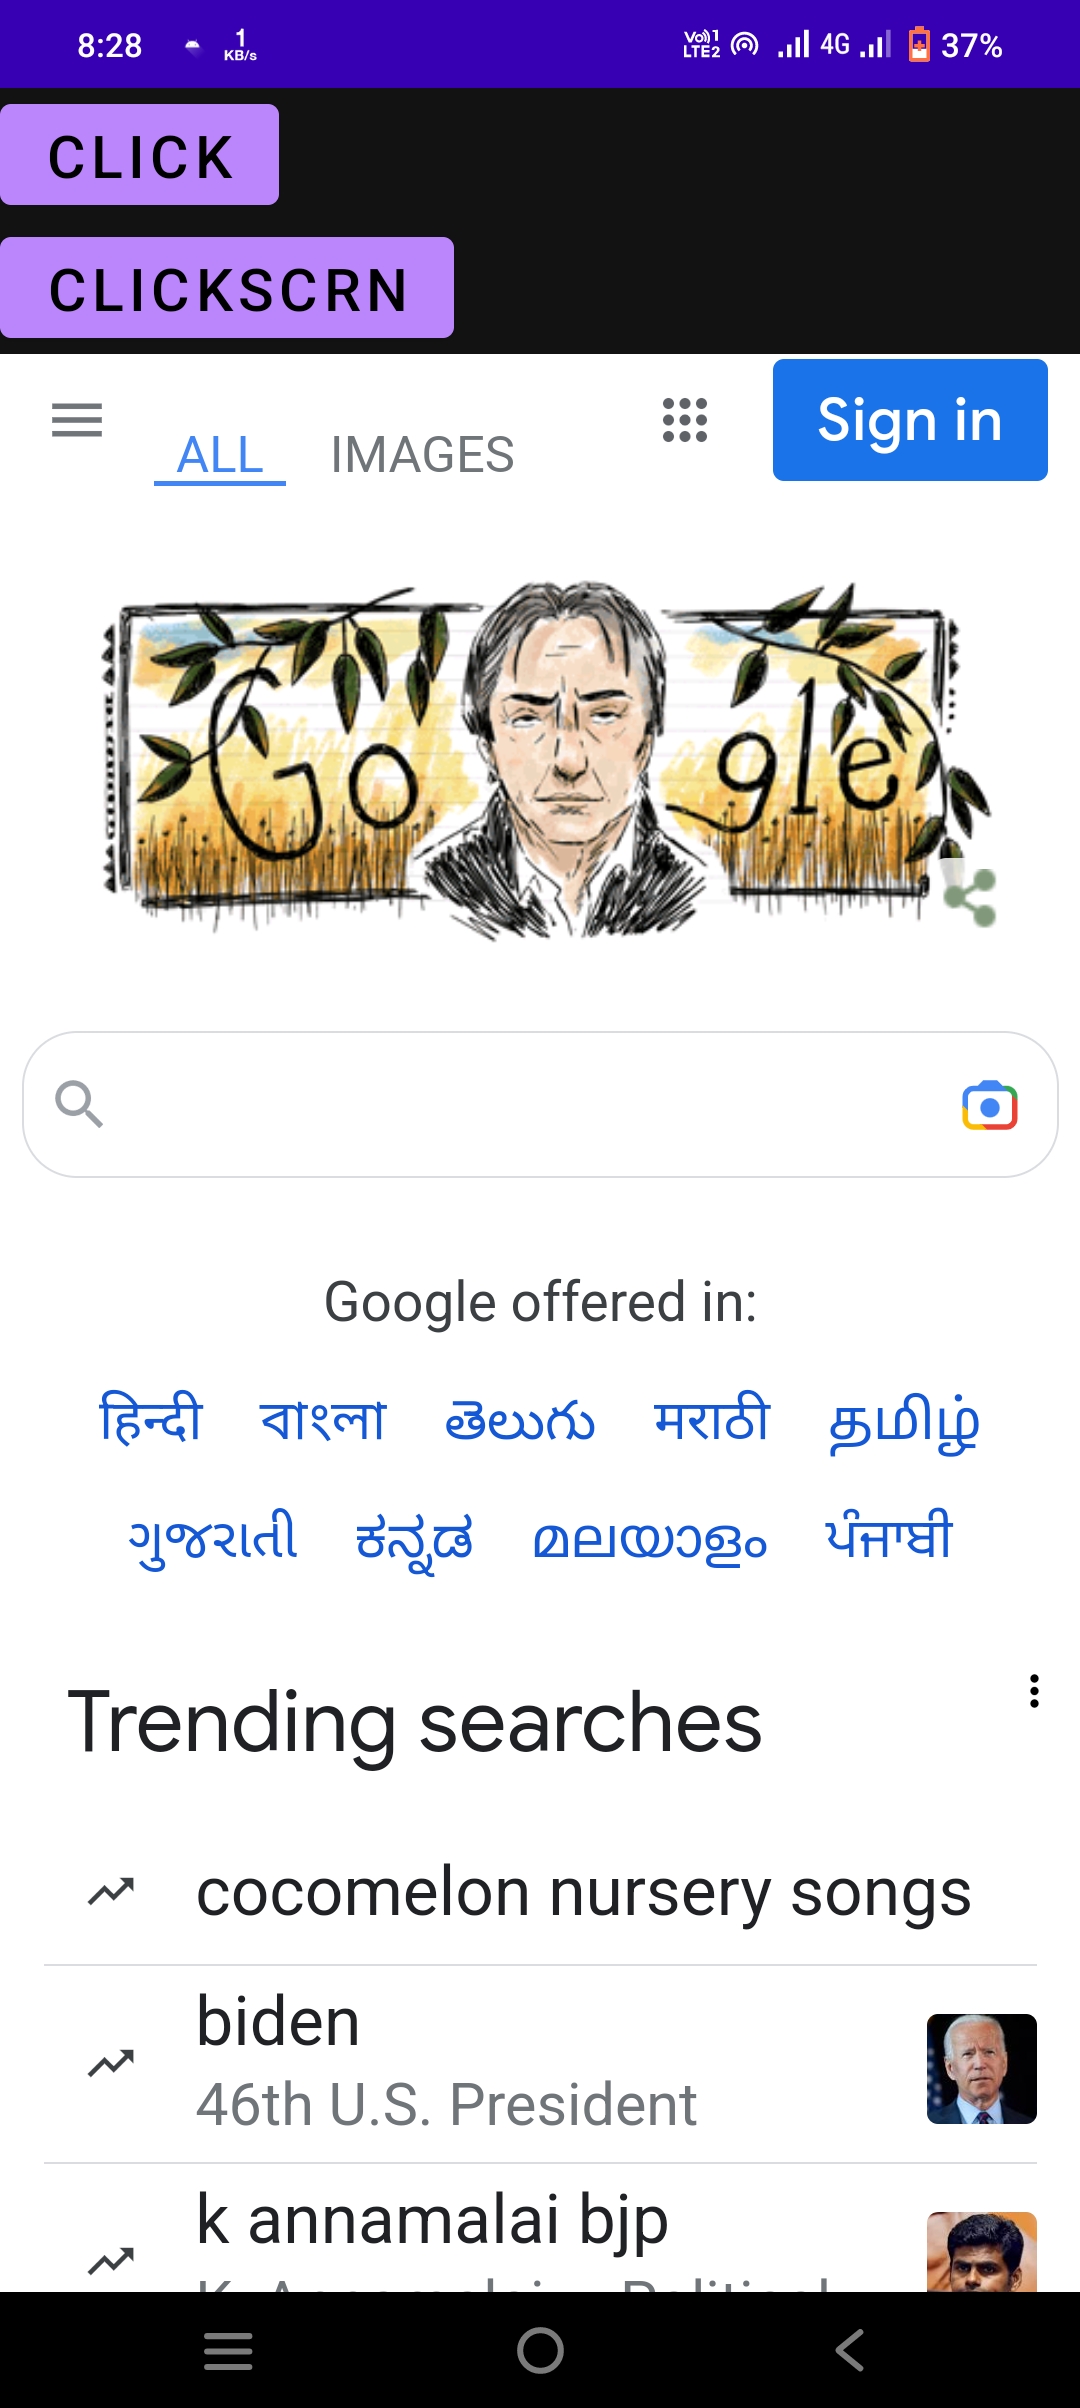 8:28 1 KB/s Vo))1 LTE2 4G 37%
CLICK
CLICKSCRN
ALL IMAGES Sign in
Go gle
Google offered in:
हिन्दी বাংলা తెలుగు मराठी தமிழ்
ગુજરાતી ಕನ್ನಡ മലയാളം ਪੰਜਾਬੀ
Trending searches
cocomelon nursery songs
biden
46th U.S. President
k annamalai bjp